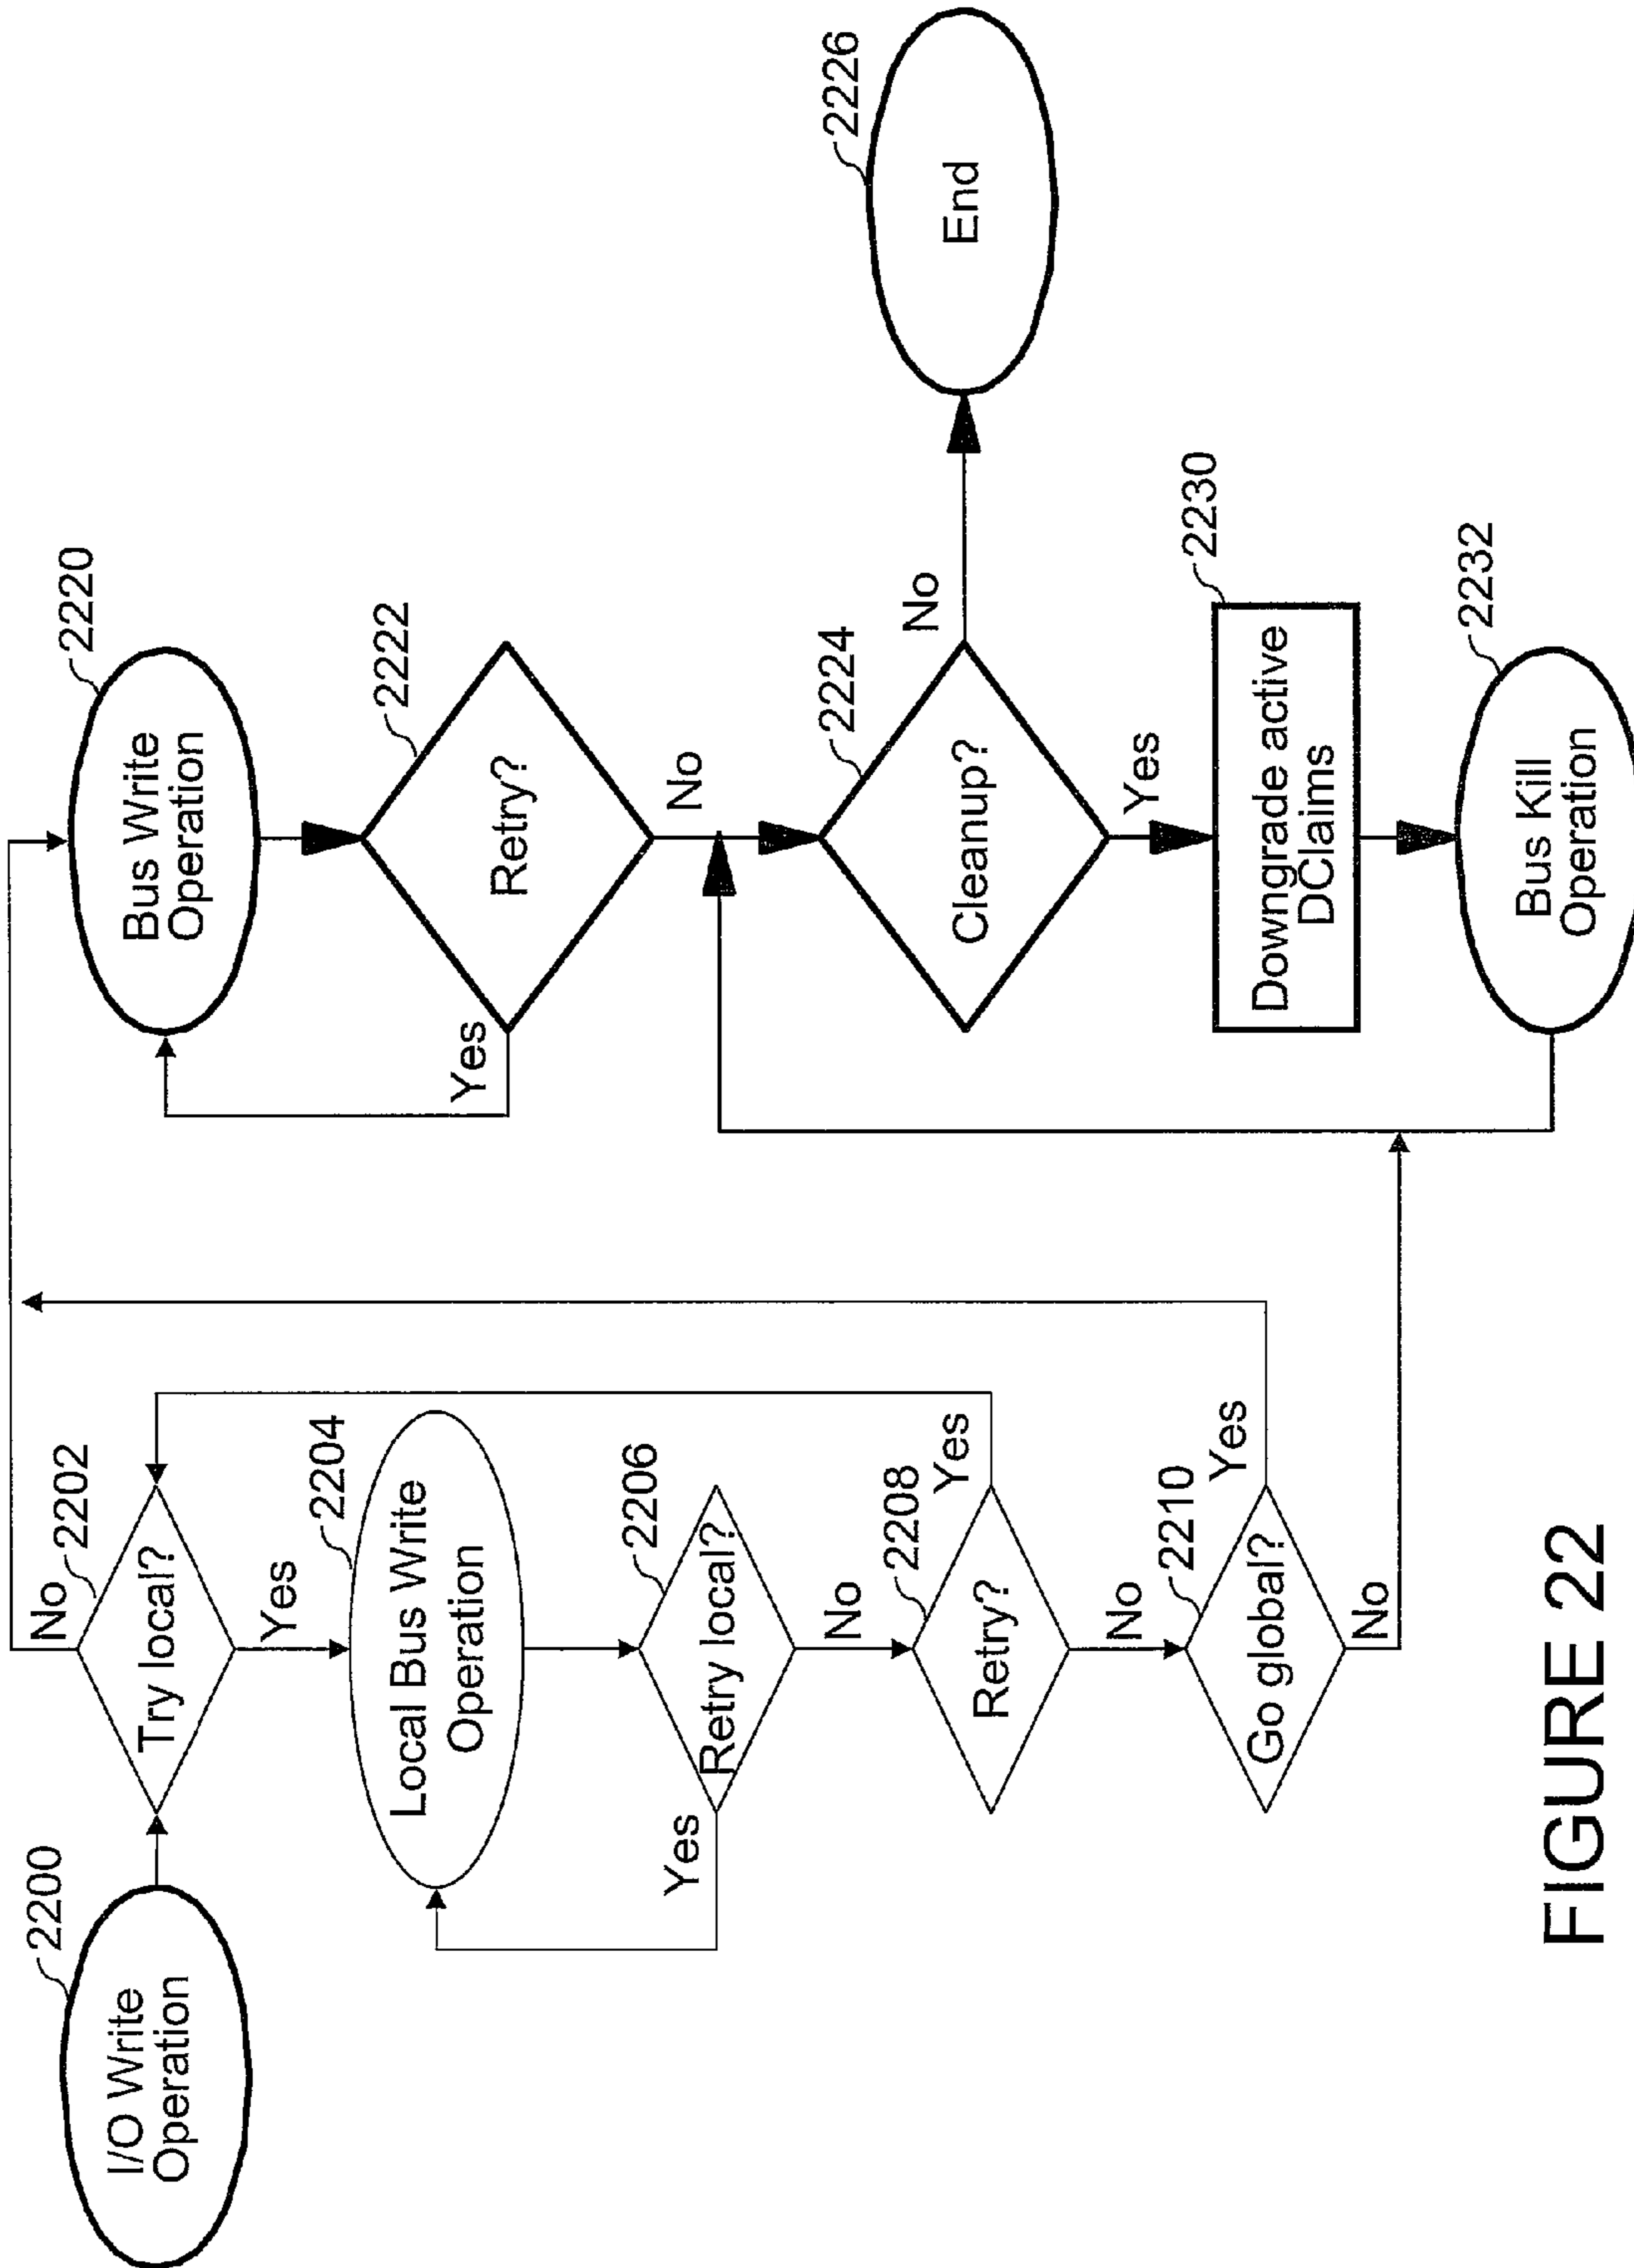 2200
I/O Write
Operation
No
2202
Try local?
Yes
2204
Local Bus Write
Operation
2206
Retry local?
Yes
No
2208
Retry?
Yes
No
2210
Go global?
Yes
No
2220
Bus Write
Operation
2222
Retry?
Yes
No
2224
Cleanup?
No
2226
End
Yes
2230
Downgrade active
DClaims
2232
Bus Kill
Operation
FIGURE 22